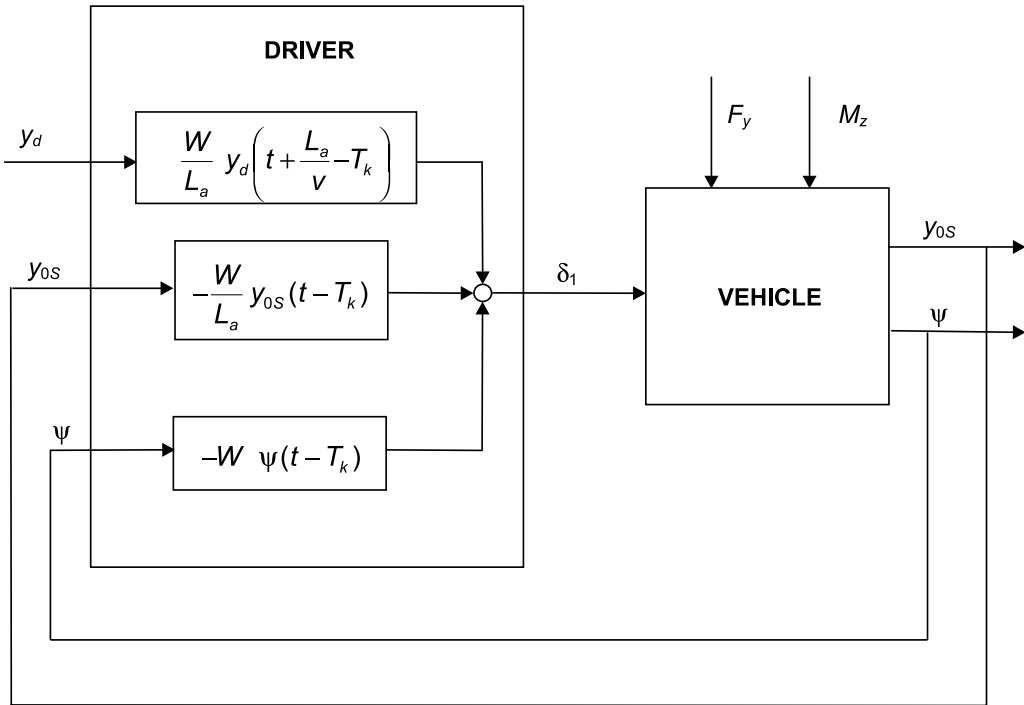 DRIVER
y_d
W/L_a y_d(t + L_a/v − T_k)
F_y
M_z
y_0S
−W/L_a y_0S(t − T_k)
δ_1
VEHICLE
y_0S
ψ
ψ
−W ψ(t − T_k)